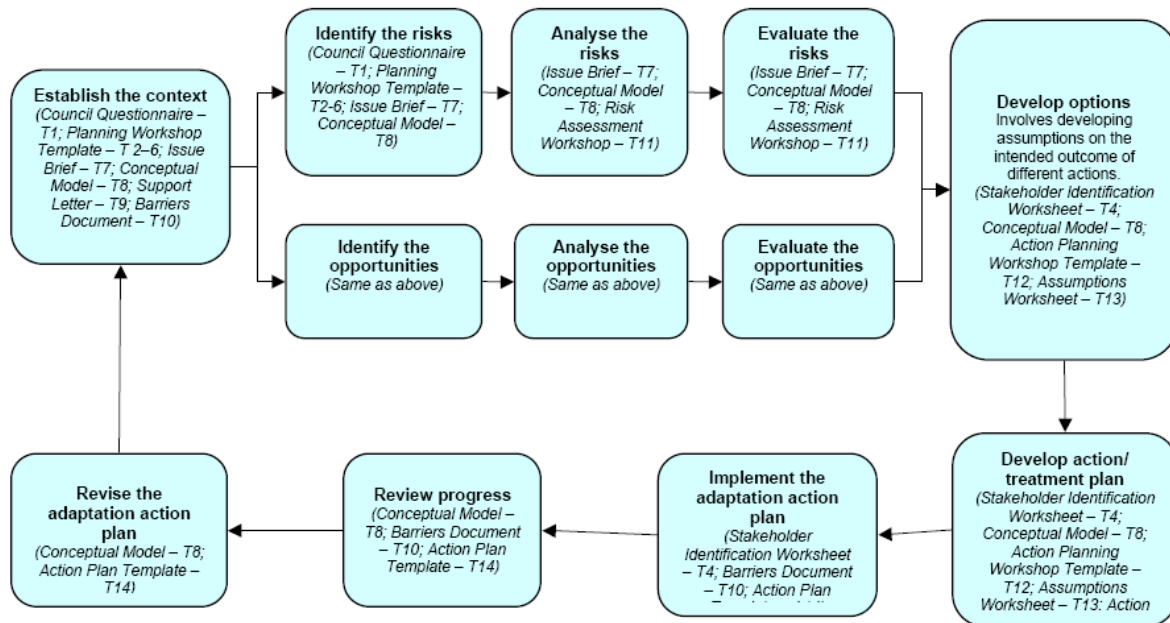 Establish the context
(Council Questionnaire –
T1; Planning Workshop
Template – T 2–6; Issue
Brief – T7; Conceptual
Model – T8; Support
Letter – T9; Barriers
Document – T10)
Identify the risks
(Council Questionnaire
– T1; Planning
Workshop Template –
T2-6; Issue Brief – T7;
Conceptual Model –
T8)
Analyse the
risks
(Issue Brief – T7;
Conceptual Model
– T8; Risk
Assessment
Workshop – T11)
Evaluate the
risks
(Issue Brief – T7;
Conceptual Model
– T8; Risk
Assessment
Workshop – T11)
Identify the
opportunities
(Same as above)
Analyse the
opportunities
(Same as above)
Evaluate the
opportunities
(Same as above)
Develop options
Involves developing
assumptions on the
intended outcome of
different actions.
(Stakeholder Identification
Worksheet – T4;
Conceptual Model – T8;
Action Planning
Workshop Template –
T12; Assumptions
Worksheet – T13)
Develop action/
treatment plan
(Stakeholder Identification
Worksheet – T4;
Conceptual Model – T8;
Action Planning
Workshop Template –
T12; Assumptions
Worksheet – T13: Action
Implement the
adaptation action
plan
(Stakeholder
Identification Worksheet
– T4; Barriers Document
– T10; Action Plan
Review progress
(Conceptual Model –
T8; Barriers Document
– T10; Action Plan
Template – T14)
Revise the
adaptation action
plan
(Conceptual Model – T8;
Action Plan Template –
T14)